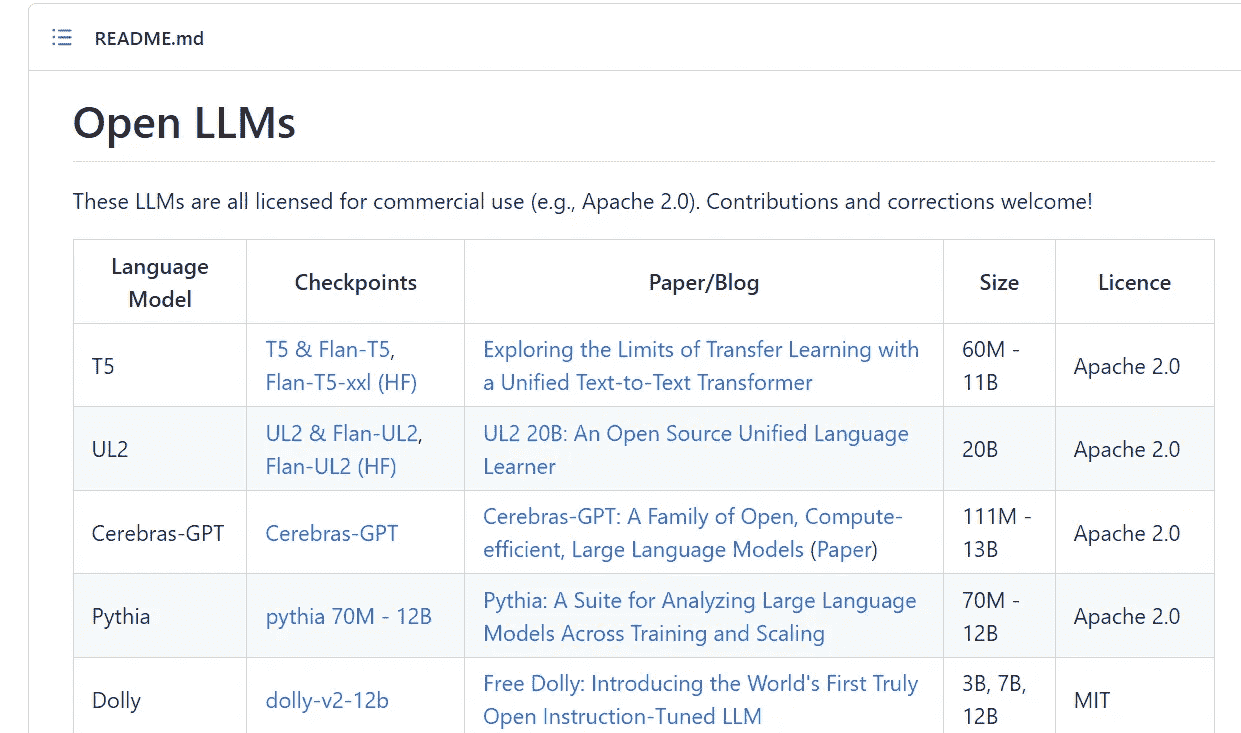 README.md
Open LLMs
These LLMs are all licensed for commercial use (e.g., Apache 2.0). Contributions and corrections welcome!
Language
Model
Checkpoints
Paper/Blog
Size
Licence
T5
T5 & Flan-T5,
Flan-T5-xxl (HF)
Exploring the Limits of Transfer Learning with
a Unified Text-to-Text Transformer
60M -
11B
Apache 2.0
UL2
UL2 & Flan-UL2,
Flan-UL2 (HF)
UL2 20B: An Open Source Unified Language
Learner
20B
Apache 2.0
Cerebras-GPT
Cerebras-GPT
Cerebras-GPT: A Family of Open, Compute-
efficient, Large Language Models (Paper)
111M -
13B
Apache 2.0
Pythia
pythia 70M - 12B
Pythia: A Suite for Analyzing Large Language
Models Across Training and Scaling
70M -
12B
Apache 2.0
Dolly
dolly-v2-12b
Free Dolly: Introducing the World's First Truly
Open Instruction-Tuned LLM
3B, 7B,
12B
MIT